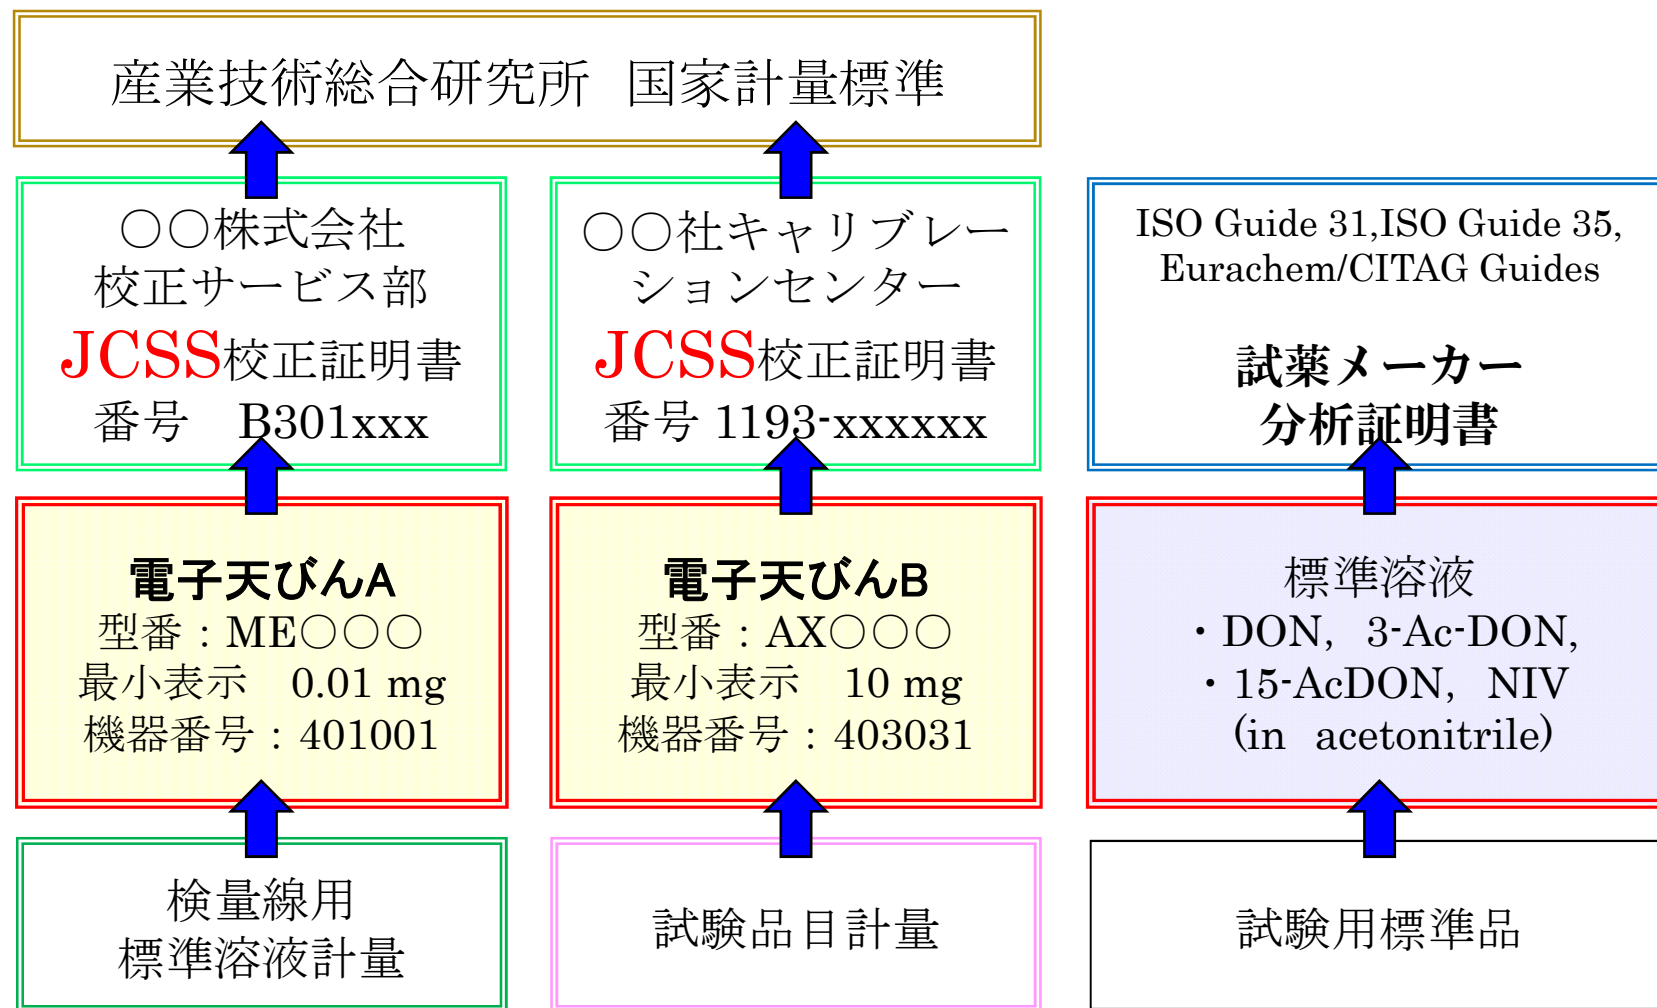 産業技術総合研究所　国家計量標準
○○株式会社
校正サービス部
JCSS校正証明書
番号　B301xxx
○○社キャリブレー
ションセンター
JCSS校正証明書
番号 1193-xxxxxx
ISO Guide 31,ISO Guide 35,
Eurachem/CITAG Guides
試薬メーカー
分析証明書
電子天びんA
型番：ME○○○
最小表示　0.01 mg
機器番号：401001
電子天びんB
型番：AX○○○
最小表示　10 mg
機器番号：403031
標準溶液
・DON, 3-Ac-DON,
・15-AcDON, NIV
(in acetonitrile)
検量線用
標準溶液計量
試験品目計量
試験用標準品